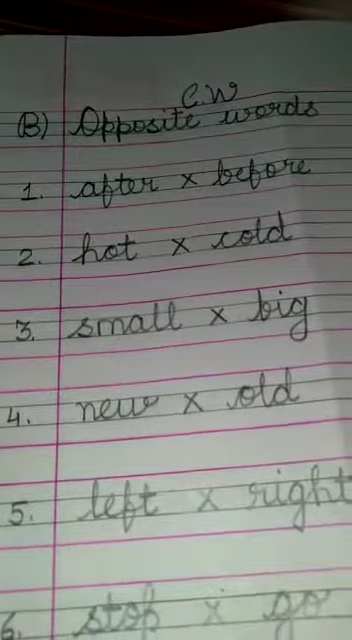 C.W
(B) Opposite words
1. after x before
2. hot x cold
3. small x big
4. new x old
5. left x right
6. stop x go